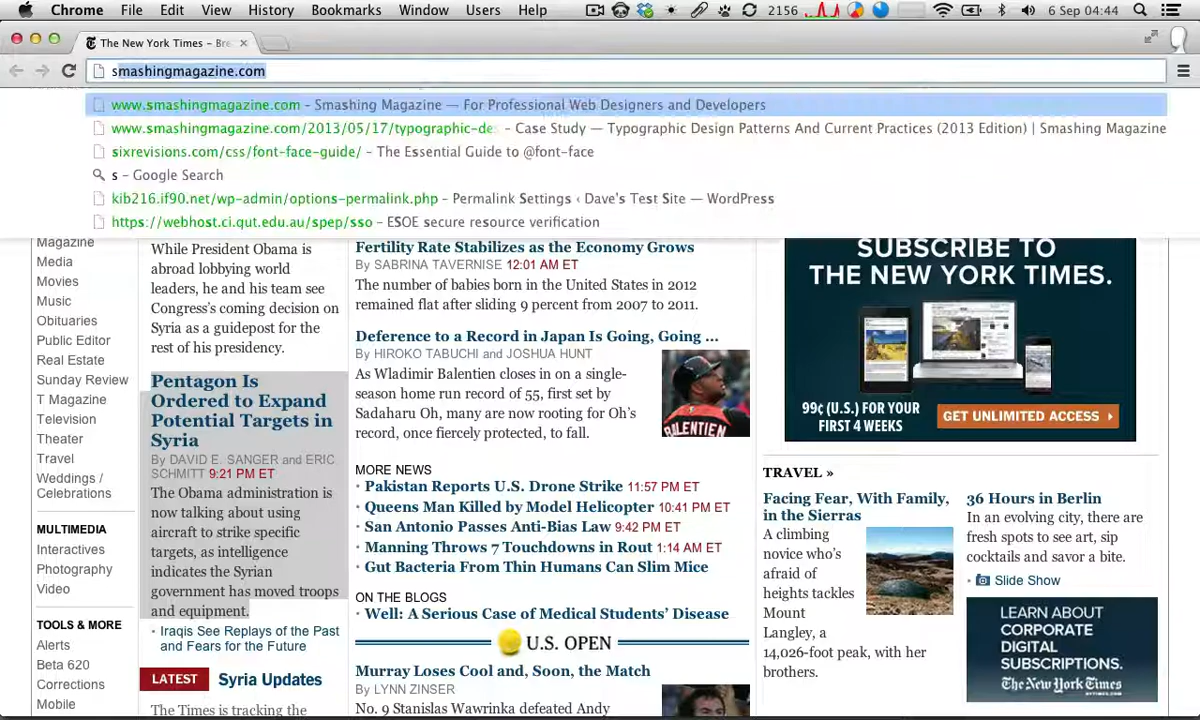 Chrome File Edit View History Bookmarks Window Users Help 2156 6 Sep 04:44
The New York Times – Bre
smashingmagazine.com
www.smashingmagazine.com – Smashing Magazine — For Professional Web Designers and Developers
www.smashingmagazine.com/2013/05/17/typographic-des – Case Study — Typographic Design Patterns And Current Practices (2013 Edition) | Smashing Magazine
sixrevisions.com/css/font-face-guide/ – The Essential Guide to @font-face
s – Google Search
kib216.if90.net/wp-admin/options-permalink.php – Permalink Settings ‹ Dave's Test Site — WordPress
https://webhost.ci.qut.edu.au/spep/sso – ESOE secure resource verification
Magazine
Media
Movies
Music
Obituaries
Public Editor
Real Estate
Sunday Review
T Magazine
Television
Theater
Travel
Weddings /
Celebrations
MULTIMEDIA
Interactives
Photography
Video
TOOLS & MORE
Alerts
Beta 620
Corrections
Mobile
While President Obama is
abroad lobbying world
leaders, he and his team see
Congress's coming decision on
Syria as a guidepost for the
rest of his presidency.
Pentagon Is
Ordered to Expand
Potential Targets in
Syria
By DAVID E. SANGER and ERIC
SCHMITT 9:21 PM ET
The Obama administration is
now talking about using
aircraft to strike specific
targets, as intelligence
indicates the Syrian
government has moved troops
and equipment.
· Iraqis See Replays of the Past
and Fears for the Future
LATEST Syria Updates
The Times is tracking the
Fertility Rate Stabilizes as the Economy Grows
By SABRINA TAVERNISE 12:01 AM ET
The number of babies born in the United States in 2012
remained flat after sliding 9 percent from 2007 to 2011.
Deference to a Record in Japan Is Going, Going ...
By HIROKO TABUCHI and JOSHUA HUNT
As Wladimir Balentien closes in on a single-
season home run record of 55, first set by
Sadaharu Oh, many are now rooting for Oh's
record, once fiercely protected, to fall.
BALENTIEN
MORE NEWS
· Pakistan Reports U.S. Drone Strike 11:57 PM ET
· Queens Man Killed by Model Helicopter 10:41 PM ET
· San Antonio Passes Anti-Bias Law 9:42 PM ET
· Manning Throws 7 Touchdowns in Rout 1:14 AM ET
· Gut Bacteria From Thin Humans Can Slim Mice
ON THE BLOGS
· Well: A Serious Case of Medical Students' Disease
U.S. OPEN
Murray Loses Cool and, Soon, the Match
By LYNN ZINSER
No. 9 Stanislas Wawrinka defeated Andy
SUBSCRIBE TO
THE NEW YORK TIMES.
99¢ (U.S.) FOR YOUR
FIRST 4 WEEKS
GET UNLIMITED ACCESS
TRAVEL »
Facing Fear, With Family,
in the Sierras
A climbing
novice who's
afraid of
heights tackles
Mount
Langley, a
14,026-foot peak, with her
brothers.
36 Hours in Berlin
In an evolving city, there are
fresh spots to see art, sip
cocktails and savor a bite.
· Slide Show
LEARN ABOUT
CORPORATE
DIGITAL
SUBSCRIPTIONS.
The New York Times